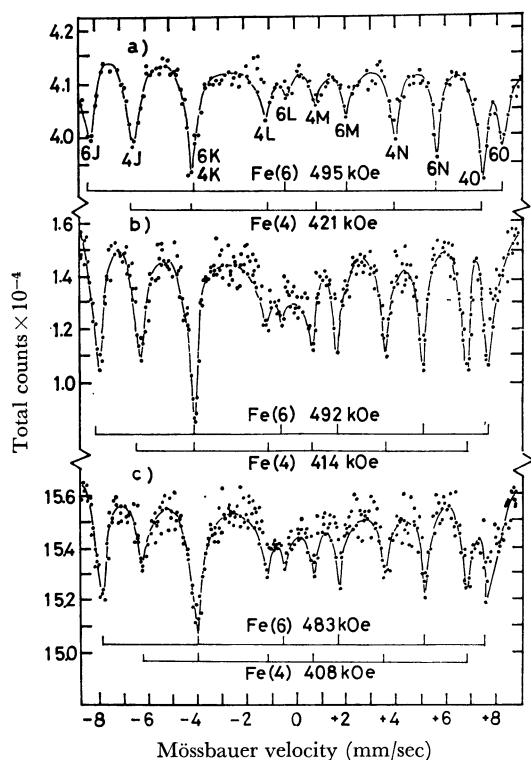 4.2
4.1
4.0
a)
6J
4J
6K
4K
4L
6L
4M
6M
4N
6N
4O
6O
Fe(6) 495 kOe
Fe(4) 421 kOe
1.6
1.4
1.2
1.0
b)
Fe(6) 492 kOe
Fe(4) 414 kOe
15.6
15.4
15.2
15.0
c)
Fe(6) 483 kOe
Fe(4) 408 kOe
Total counts × 10⁻⁴
-8 -6 -4 -2 0 +2 +4 +6 +8
Mössbauer velocity (mm/sec)